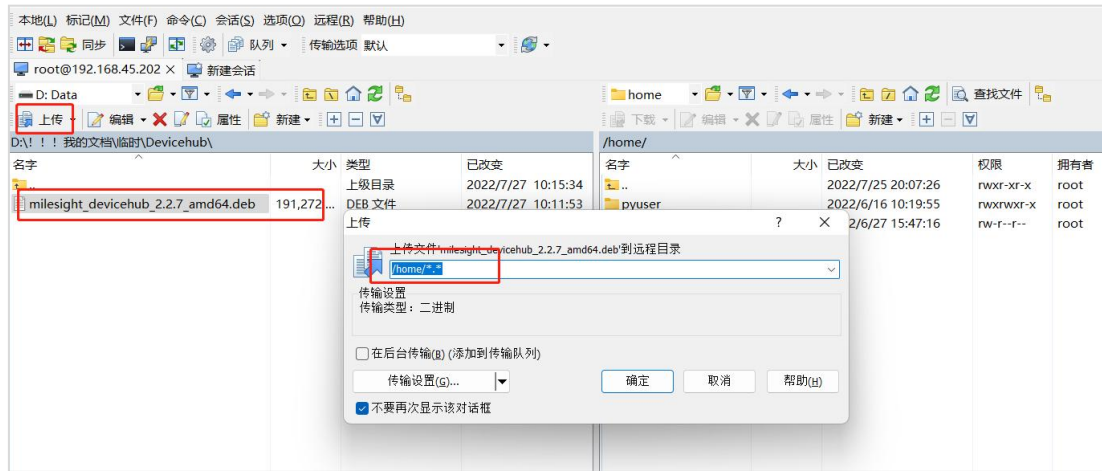 本地(L) 标记(M) 文件(F) 命令(C) 会话(S) 选项(O) 远程(R) 帮助(H)
同步 队列 传输选项 默认
root@192.168.45.202 × 新建会话
D: Data home 查找文件
上传 编辑 属性 新建 下载 编辑 属性 新建
D:\！！！我的文档\临时\Devicehub\ /home/
名字 大小 类型 已改变 名字 大小 已改变 权限 拥有者
.. 上级目录 2022/7/27 10:15:34 .. 2022/7/25 20:07:26 rwxr-xr-x root
milesight_devicehub_2.2.7_amd64.deb 191,272... DEB 文件 2022/7/27 10:11:53 pyuser 2022/6/16 10:19:55 rwxrwxr-x root
上传 ? × 2/6/27 15:47:16 rw-r--r-- root
上传文件'milesight_devicehub_2.2.7_amd64.deb'到远程目录
/home/*.*
传输设置
传输类型：二进制
在后台传输(B) (添加到传输队列)
传输设置(G)... 确定 取消 帮助(H)
不要再次显示该对话框